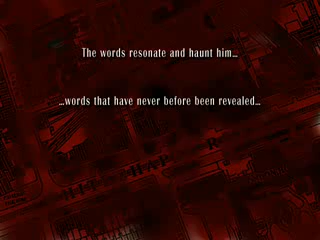 The words resonate and haunt him...
...words that have never before been revealed...